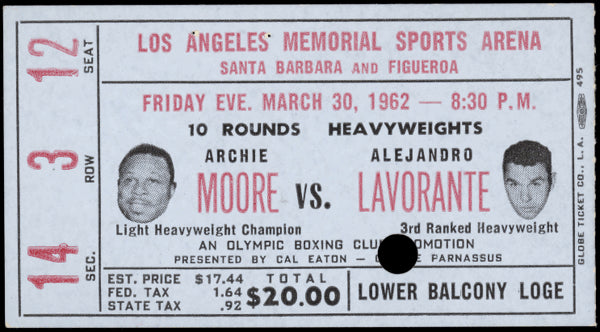 12 SEAT
3 ROW
14 SEC.
LOS ANGELES MEMORIAL SPORTS ARENA
SANTA BARBARA AND FIGUEROA
FRIDAY EVE. MARCH 30, 1962 — 8:30 P.M.
10 ROUNDS HEAVYWEIGHTS
ARCHIE
MOORE
VS.
ALEJANDRO
LAVORANTE
Light Heavyweight Champion
3rd Ranked Heavyweight
AN OLYMPIC BOXING CLU OMOTION
PRESENTED BY CAL EATON – PARNASSUS
EST. PRICE $17.44
FED. TAX 1.64
STATE TAX .92
TOTAL
$20.00
LOWER BALCONY LOGE
GLOBE TICKET CO., L. A. 495